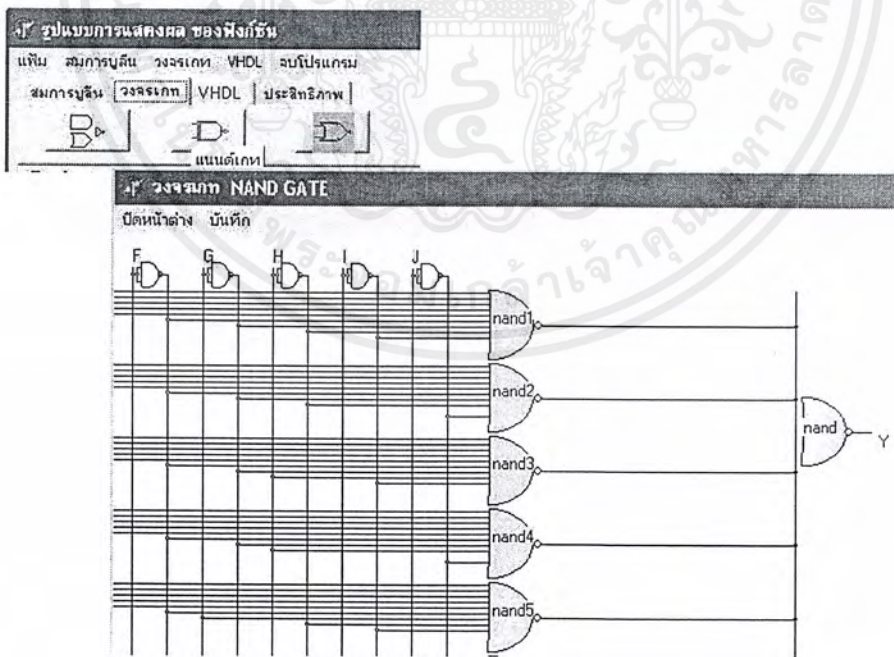 รูปแบบการแสดงผล ของฟังก์ชัน
แฟ้ม สมการบูลีน วงจรเกท VHDL จบโปรแกรม
สมการบูลีน วงจรเกท VHDL ประสิทธิภาพ
แนนด์เกท
วงจรเกท NAND GATE
ปิดหน้าต่าง บันทึก
F G H I J
nand1
nand2
nand Y
nand3
nand4
nand5